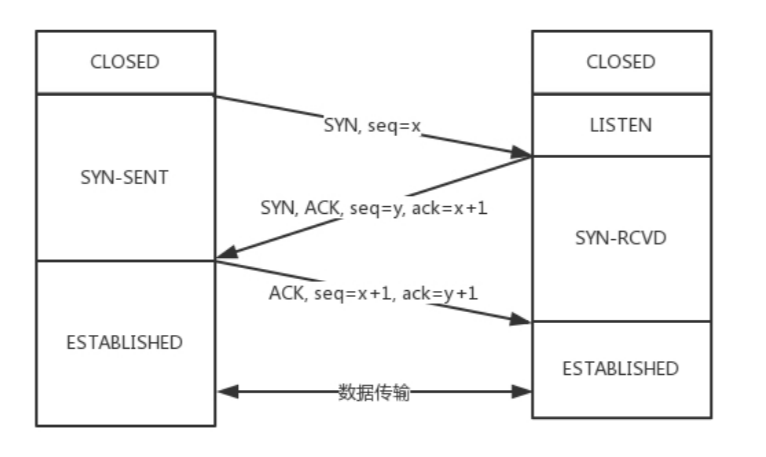 CLOSED
CLOSED
SYN, seq=x
LISTEN
SYN-SENT
SYN, ACK, seq=y, ack=x+1
SYN-RCVD
ACK, seq=x+1, ack=y+1
ESTABLISHED
ESTABLISHED
数据传输